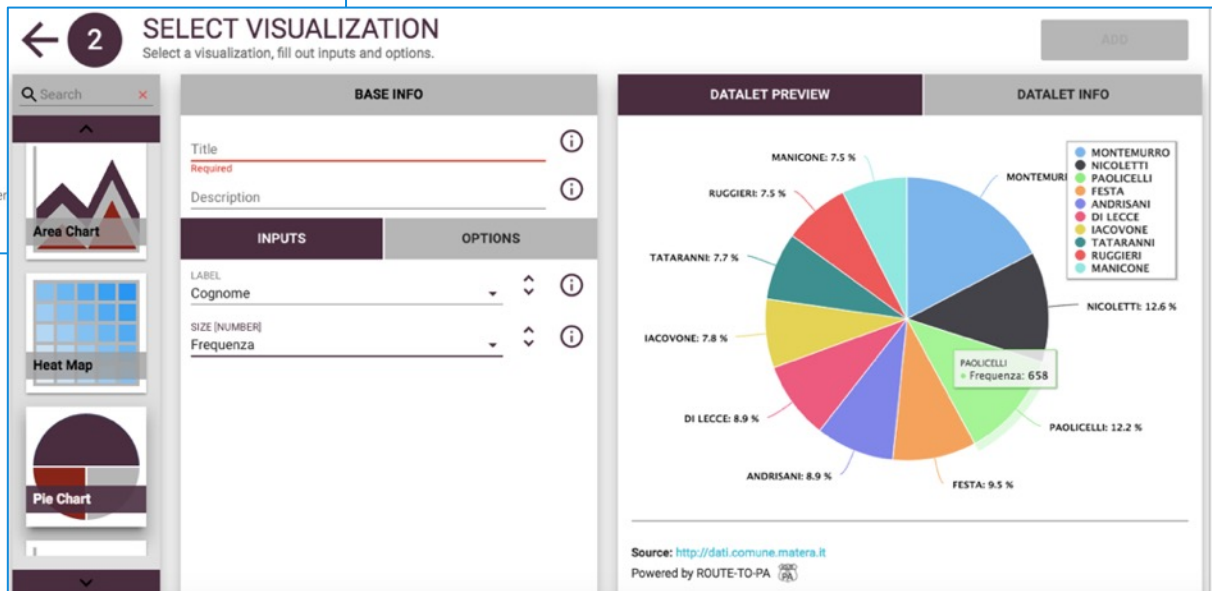 2
SELECT VISUALIZATION
Select a visualization, fill out inputs and options.
ADD
er
Search ×
Area Chart
Heat Map
Pie Chart
BASE INFO
Title
Required
Description
INPUTS OPTIONS
LABEL
Cognome
SIZE [NUMBER]
Frequenza
DATALET PREVIEW DATALET INFO
MANICONE: 7.5 %
RUGGIERI: 7.5 %
TATARANNI: 7.7 %
IACOVONE: 7.8 %
DI LECCE: 8.9 %
ANDRISANI: 8.9 %
FESTA: 9.5 %
PAOLICELLI: 12.2 %
NICOLETTI: 12.6 %
MONTEMURI
MONTEMURRO
NICOLETTI
PAOLICELLI
FESTA
ANDRISANI
DI LECCE
IACOVONE
TATARANNI
RUGGIERI
MANICONE
PAOLICELLI
Frequenza: 658
Source: http://dati.comune.matera.it
Powered by ROUTE-TO-PA PA